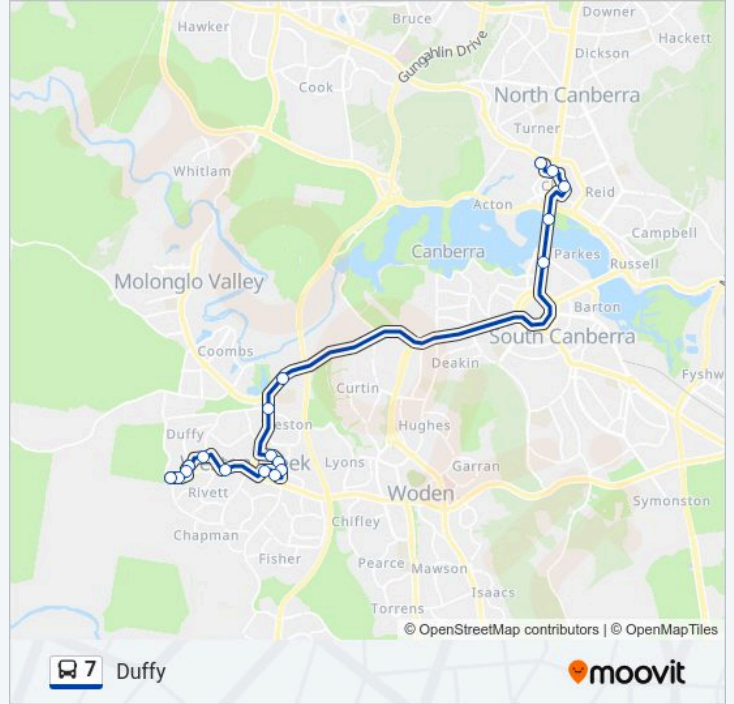 Downer
Hawker
Bruce
Hackett
Gungahlin Drive
Dickson
Cook
North Canberra
Turner
Whitlam
Reid
Acton
Campbell
Canberra
Parkes
Russell
Molonglo Valley
Barton
South Canberra
Coombs
Deakin
Fyshw
Curtin
Hughes
Duffy
Lyons
Garran
Rivett
Woden
Symonston
Chifley
Chapman
Fisher
Pearce
Mawson
Isaacs
Torrens
© OpenStreetMap contributors | © OpenMapTiles
7 Duffy
moovit